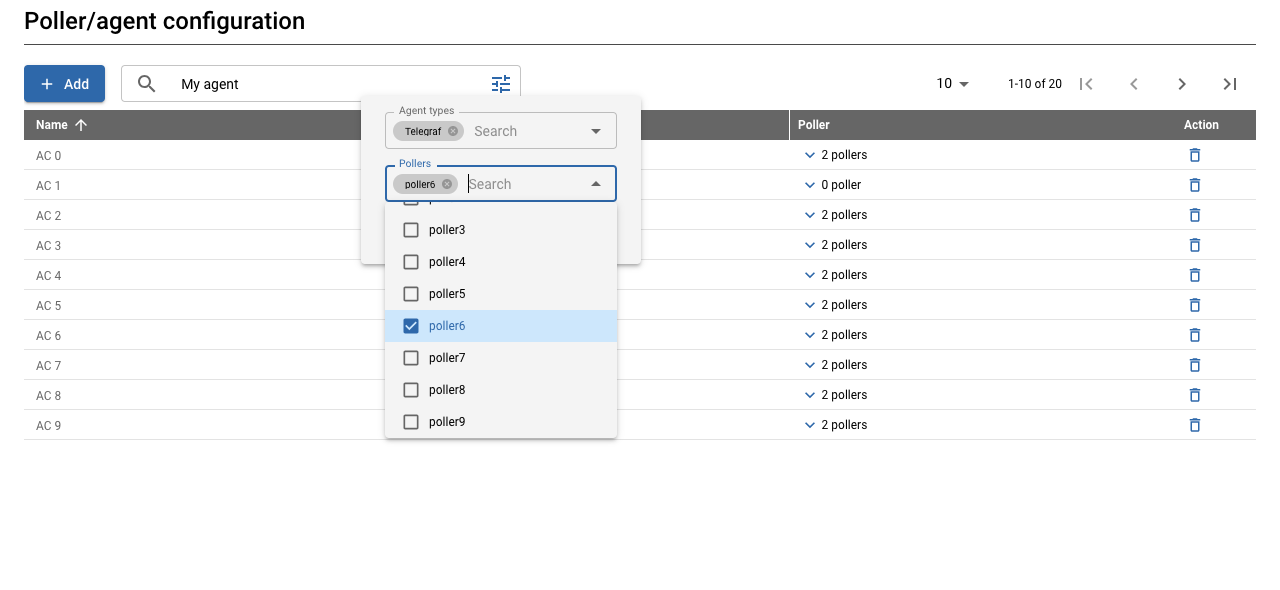 Poller/agent configuration
Add
My agent
10
1-10 of 20
Agent types
Telegraf
Search
Pollers
poller6
Search
poller3
poller4
poller5
poller6
poller7
poller8
poller9
Name
Poller
Action
AC 0
2 pollers
AC 1
0 poller
AC 2
2 pollers
AC 3
2 pollers
AC 4
2 pollers
AC 5
2 pollers
AC 6
2 pollers
AC 7
2 pollers
AC 8
2 pollers
AC 9
2 pollers